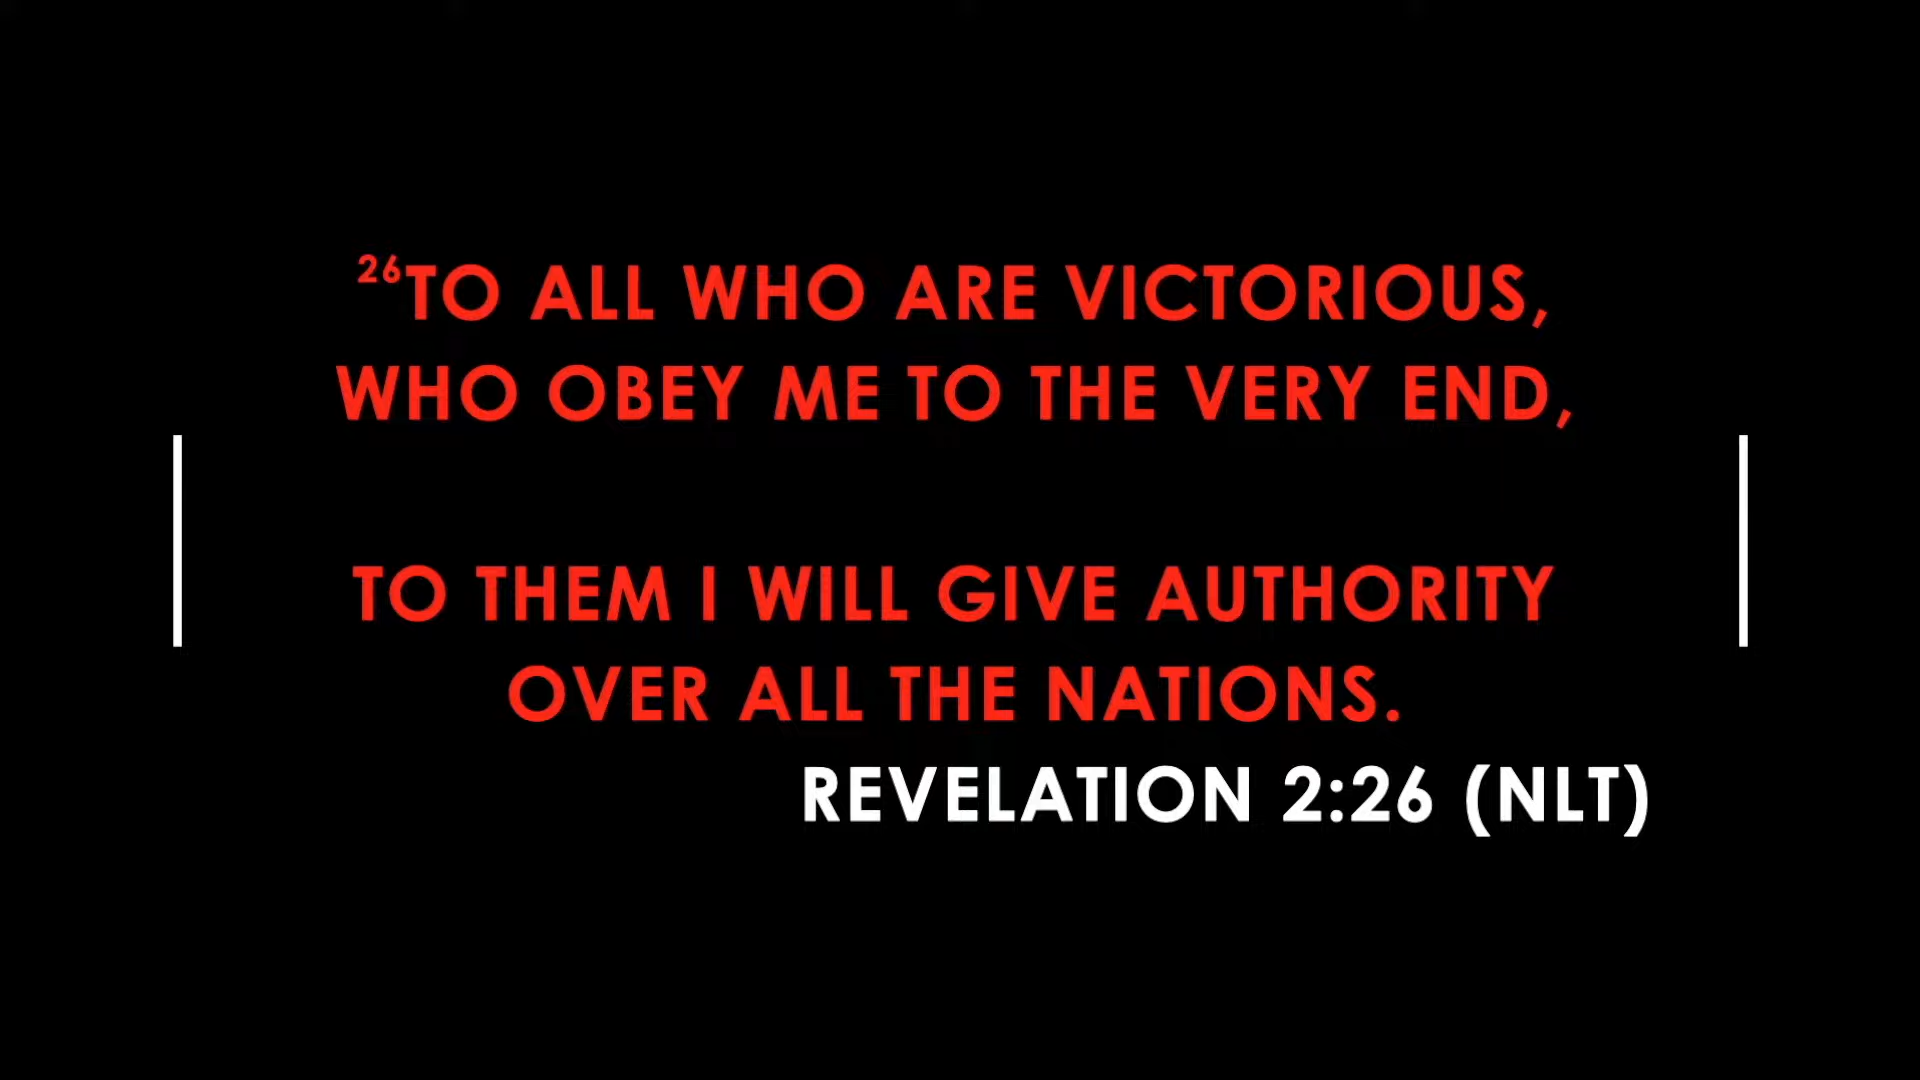 ²⁶TO ALL WHO ARE VICTORIOUS,
WHO OBEY ME TO THE VERY END,
TO THEM I WILL GIVE AUTHORITY
OVER ALL THE NATIONS.
REVELATION 2:26 (NLT)